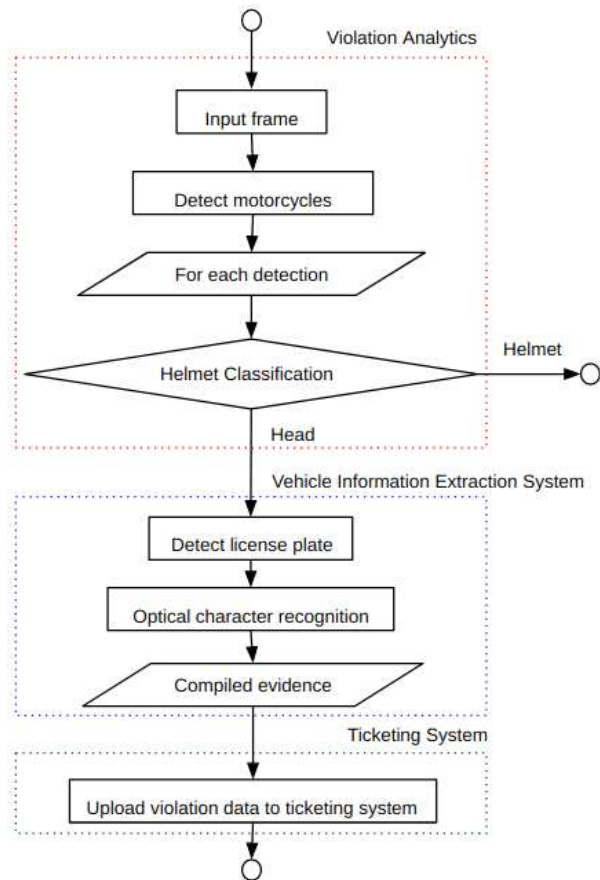 Violation Analytics
Input frame
Detect motorcycles
For each detection
Helmet Classification
Helmet
Head
Vehicle Information Extraction System
Detect license plate
Optical character recognition
Compiled evidence
Ticketing System
Upload violation data to ticketing system